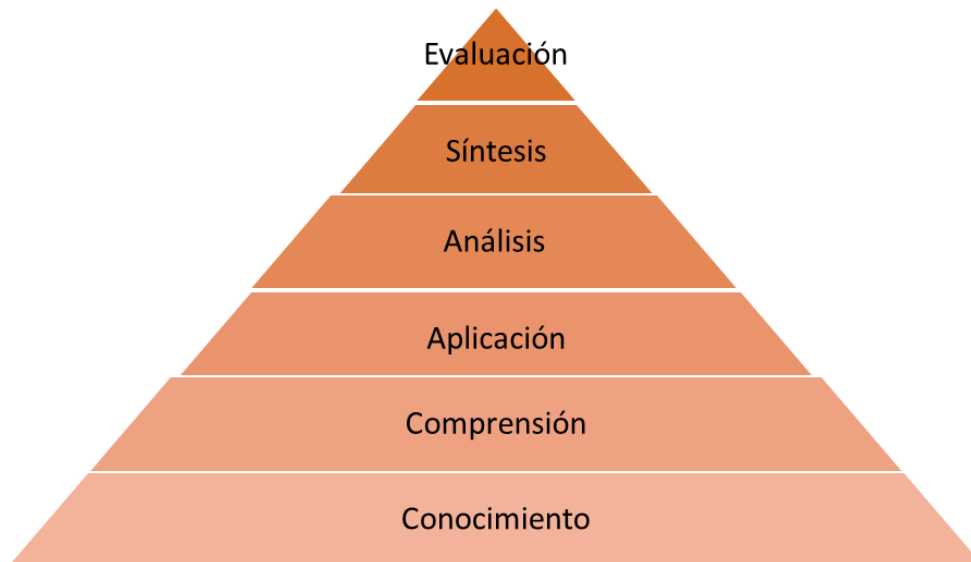 Evaluación
Síntesis
Análisis
Aplicación
Comprensión
Conocimiento